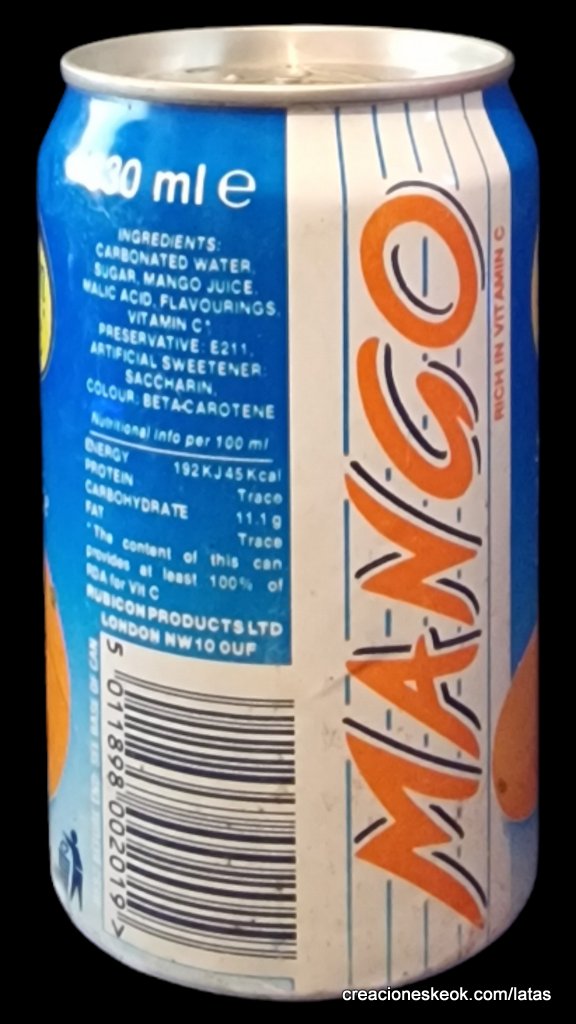 330 ml e
INGREDIENTS:
CARBONATED WATER,
SUGAR, MANGO JUICE,
MALIC ACID, FLAVOURINGS,
VITAMIN C*,
PRESERVATIVE: E211,
ARTIFICIAL SWEETENER:
SACCHARIN,
COLOUR: BETA-CAROTENE
Nutritional info per 100 ml
ENERGY 192 KJ 45 Kcal
PROTEIN Trace
CARBOHYDRATE 11.1 g
FAT Trace
*The content of this can
provides at least 100% of
RDA for Vit C
RUBICON PRODUCTS LTD
LONDON NW10 OUF
5 011898 002019 >
MANGO
RICH IN VITAMIN C
creacioneskeok.com/latas